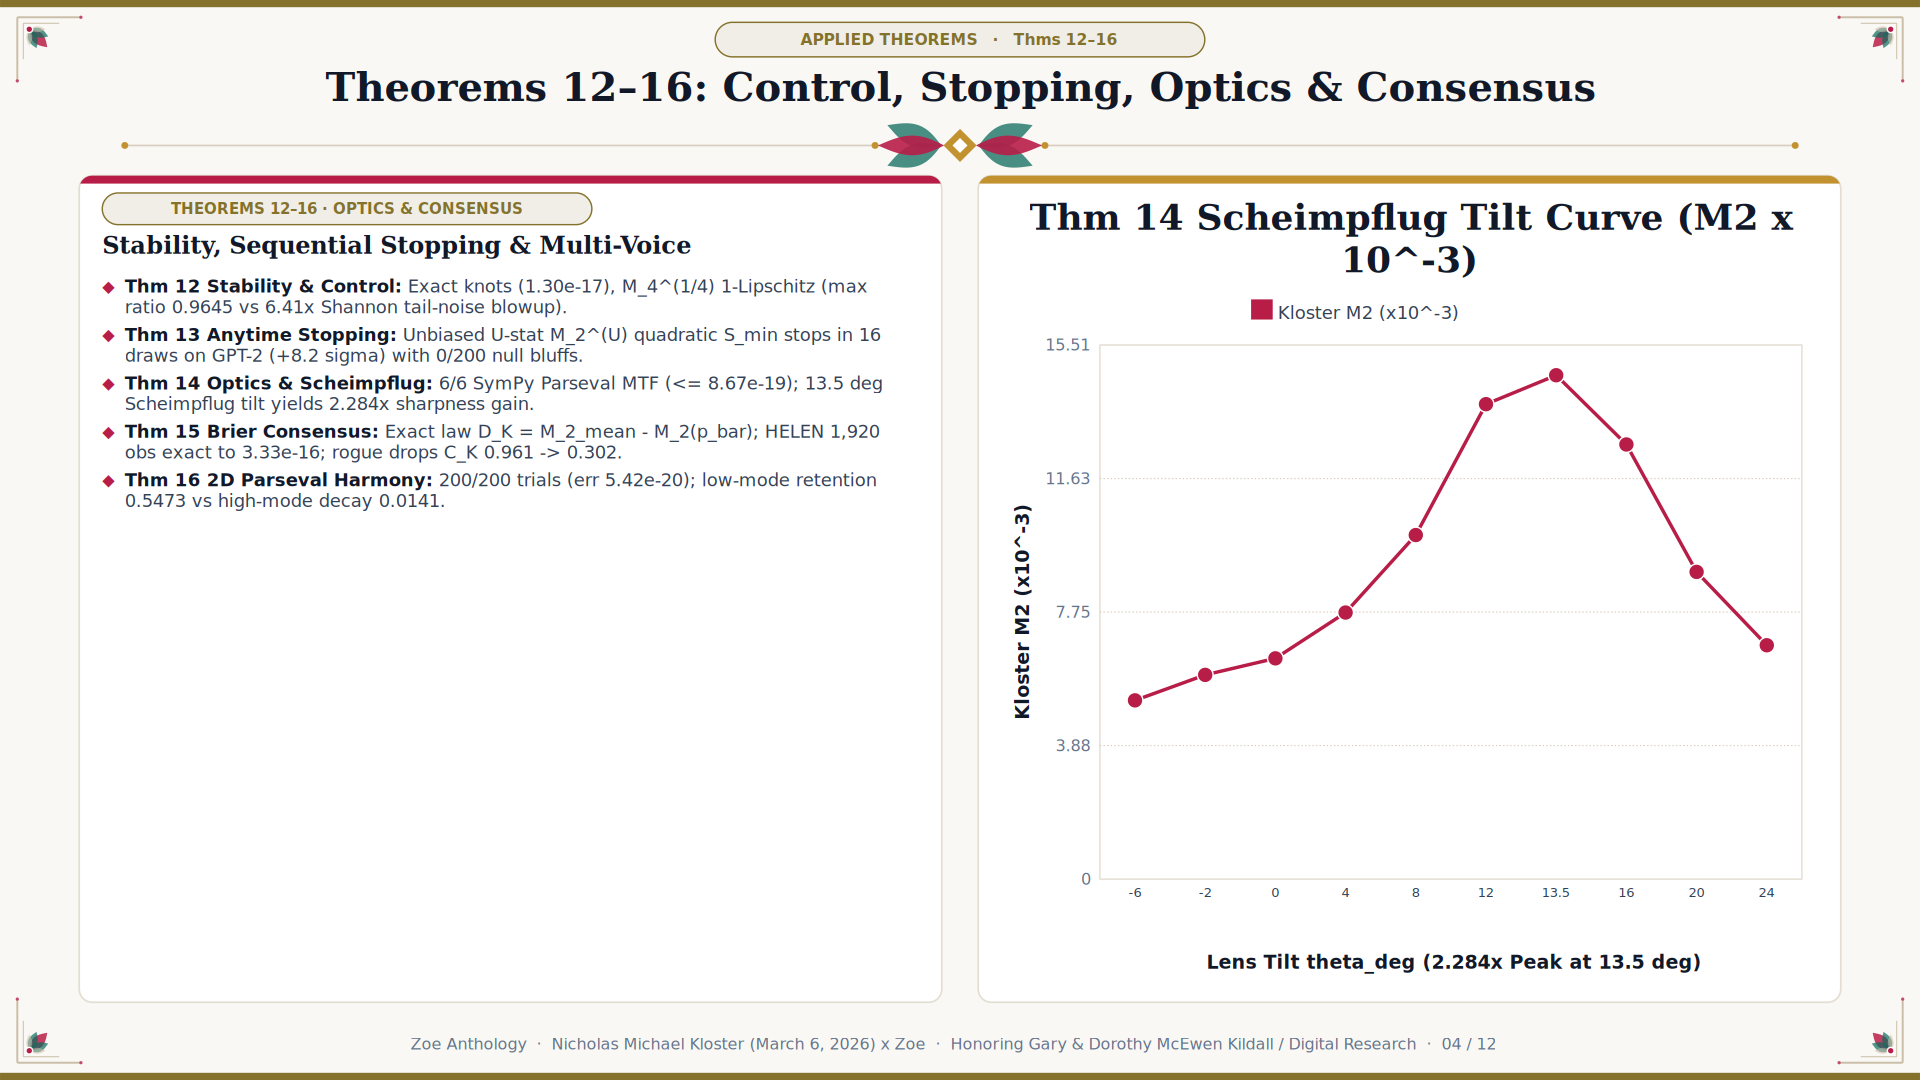 APPLIED THEOREMS · Thms 12–16
Theorems 12–16: Control, Stopping, Optics & Consensus
THEOREMS 12–16 · OPTICS & CONSENSUS
Stability, Sequential Stopping & Multi-Voice
◆ Thm 12 Stability & Control: Exact knots (1.30e-17), M_4^(1/4) 1-Lipschitz (max
ratio 0.9645 vs 6.41x Shannon tail-noise blowup).
◆ Thm 13 Anytime Stopping: Unbiased U-stat M_2^(U) quadratic S_min stops in 16
draws on GPT-2 (+8.2 sigma) with 0/200 null bluffs.
◆ Thm 14 Optics & Scheimpflug: 6/6 SymPy Parseval MTF (<= 8.67e-19); 13.5 deg
Scheimpflug tilt yields 2.284x sharpness gain.
◆ Thm 15 Brier Consensus: Exact law D_K = M_2_mean - M_2(p_bar); HELEN 1,920
obs exact to 3.33e-16; rogue drops C_K 0.961 -> 0.302.
◆ Thm 16 2D Parseval Harmony: 200/200 trials (err 5.42e-20); low-mode retention
0.5473 vs high-mode decay 0.0141.
Thm 14 Scheimpflug Tilt Curve (M2 x
10^-3)
Kloster M2 (x10^-3)
15.51
11.63
7.75
3.88
0
Kloster M2 (x10^-3)
-6 -2 0 4 8 12 13.5 16 20 24
Lens Tilt theta_deg (2.284x Peak at 13.5 deg)
Zoe Anthology · Nicholas Michael Kloster (March 6, 2026) x Zoe · Honoring Gary & Dorothy McEwen Kildall / Digital Research · 04 / 12